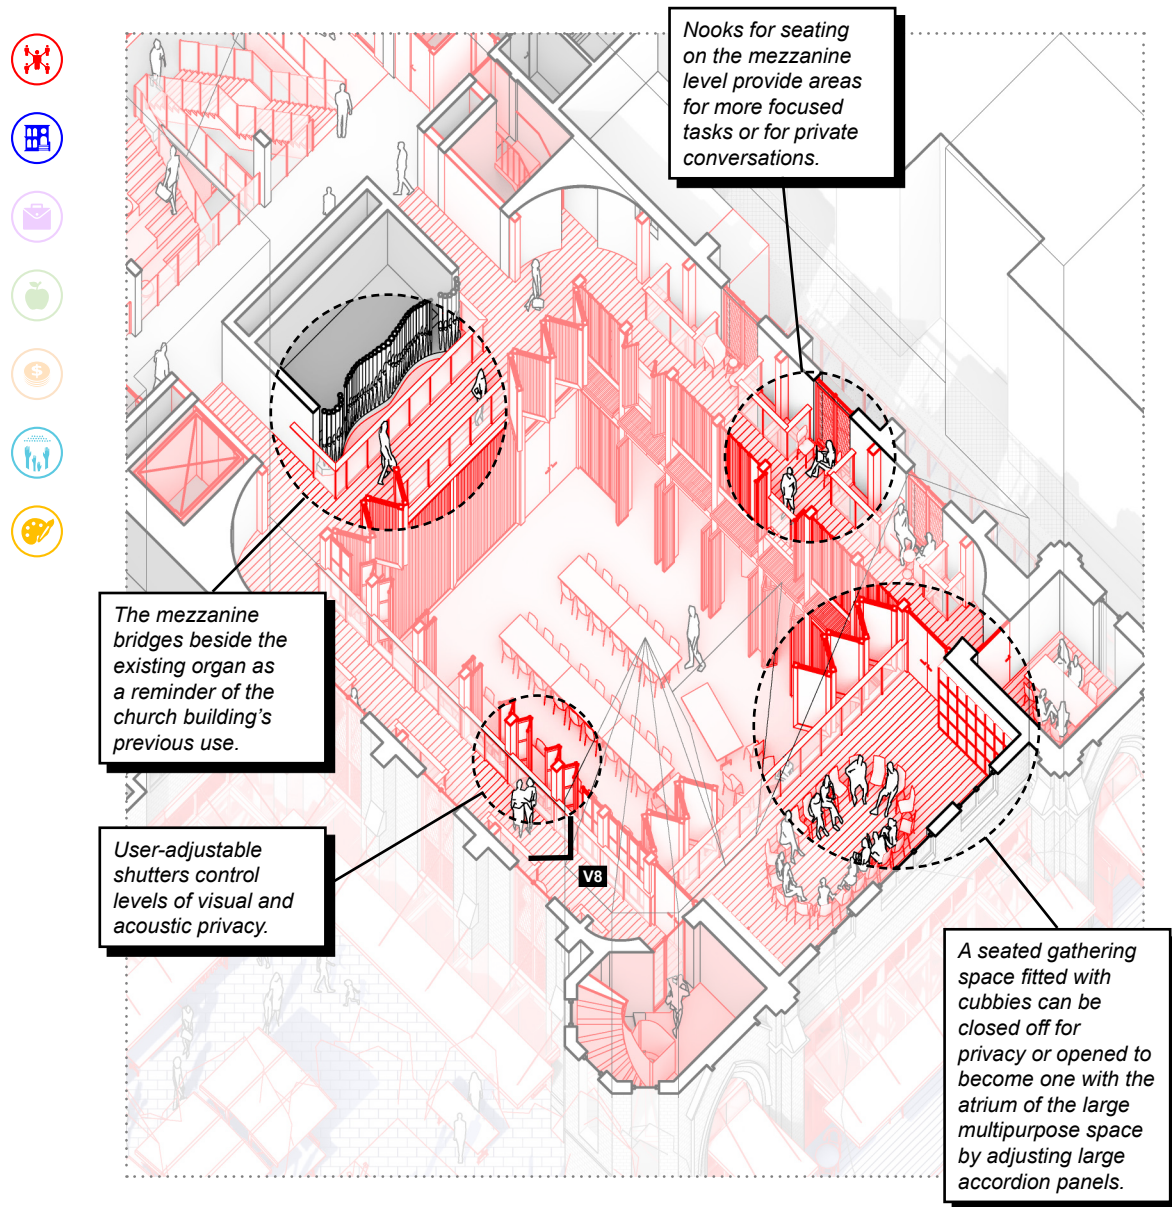 Nooks for seating
on the mezzanine
level provide areas
for more focused
tasks or for private
conversations.
$
The mezzanine
bridges beside the
existing organ as
a reminder of the
church building's
previous use.
User-adjustable
shutters control
levels of visual and
acoustic privacy.
V8
A seated gathering
space fitted with
cubbies can be
closed off for
privacy or opened to
become one with the
atrium of the large
multipurpose space
by adjusting large
accordion panels.